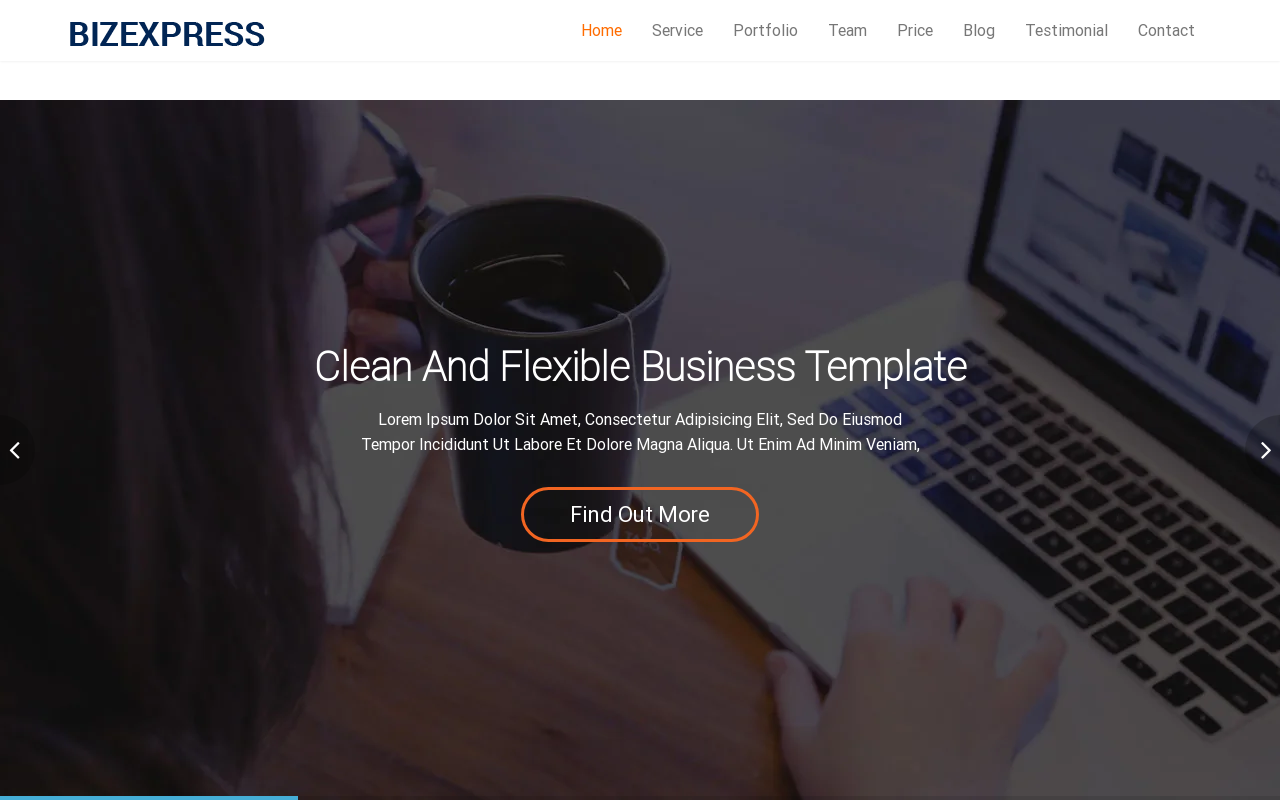 BIZEXPRESS
Home Service Portfolio Team Price Blog Testimonial Contact
Clean And Flexible Business Template
Lorem Ipsum Dolor Sit Amet, Consectetur Adipisicing Elit, Sed Do Eiusmod
Tempor Incididunt Ut Labore Et Dolore Magna Aliqua. Ut Enim Ad Minim Veniam,
Find Out More